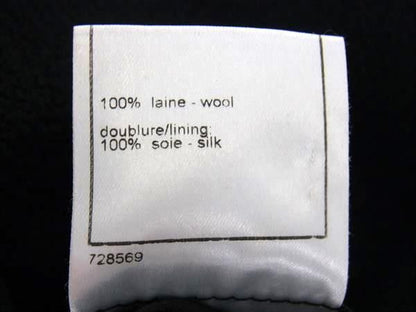 100% laine - wool
doublure/lining:
100% soie - silk
728569